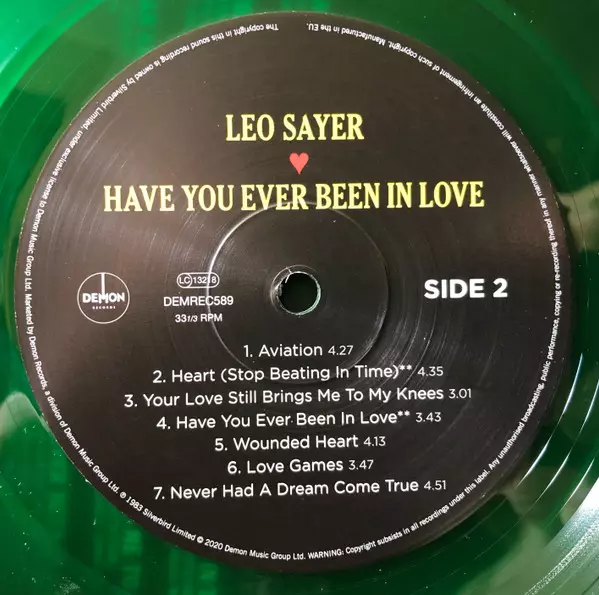 LEO SAYER
HAVE YOU EVER BEEN IN LOVE
DEMON
RECORDS
LC 13218
DEMREC589
33 1/3 RPM
SIDE 2
1. Aviation 4.27
2. Heart (Stop Beating In Time)** 4.35
3. Your Love Still Brings Me To My Knees 3.01
4. Have You Ever Been In Love** 3.43
5. Wounded Heart 4.13
6. Love Games 3.47
7. Never Had A Dream Come True 4.51
℗ 1983 Silverbird Limited © 2020 Demon Music Group Ltd. WARNING: Copyright subsists in all recordings under this label. Any unauthorised broadcasting, public performance, copying or re-recording thereof in any manner whatsoever will constitute an infringement of such copyright. Manufactured in the EU. The copyright in this sound recording is owned by Silverbird Limited, under exclusive license to Demon Music Group Ltd. Marketed by Demon Records, a division of Demon Music Group Ltd.